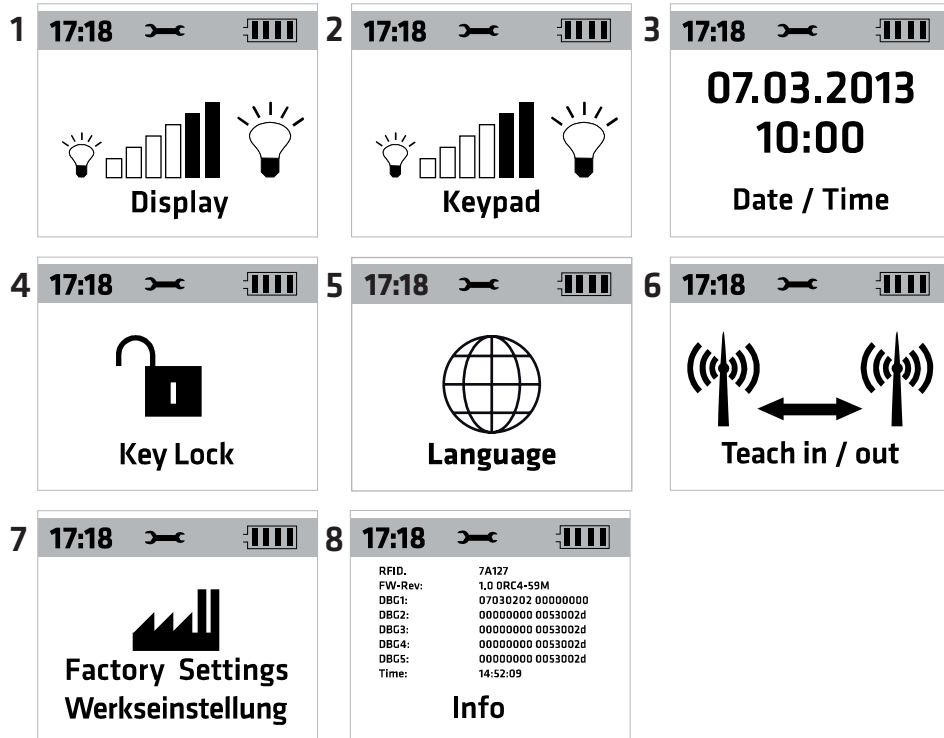 1 17:18
Display
2 17:18
Keypad
3 17:18
07.03.2013
10:00
Date / Time
4 17:18
Key Lock
5 17:18
Language
6 17:18
Teach in / out
7 17:18
Factory Settings
Werkseinstellung
8 17:18
RFID. 7A127
FW-Rev: 1.0 0RC4-59M
DBG1: 07030202 00000000
DBG2: 00000000 0053002d
DBG3: 00000000 0053002d
DBG4: 00000000 0053002d
DBG5: 00000000 0053002d
Time: 14:52:09
Info